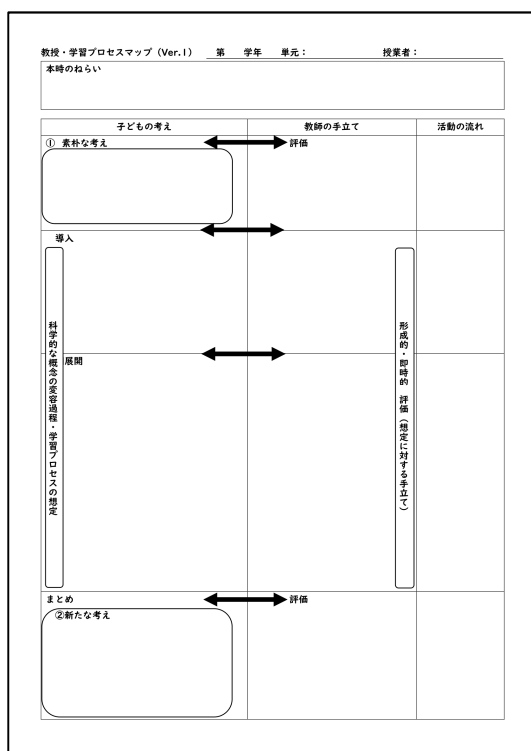 教授・学習プロセスマップ（Ver.1） 第 学年 単元： 授業者：
本時のねらい
子どもの考え 教師の手立て 活動の流れ
① 素朴な考え 評価
導入
科学的な概念の変容過程・学習プロセスの想定
形成的・即時的 評価（想定に対する手立て）
展開
まとめ 評価
②新たな考え